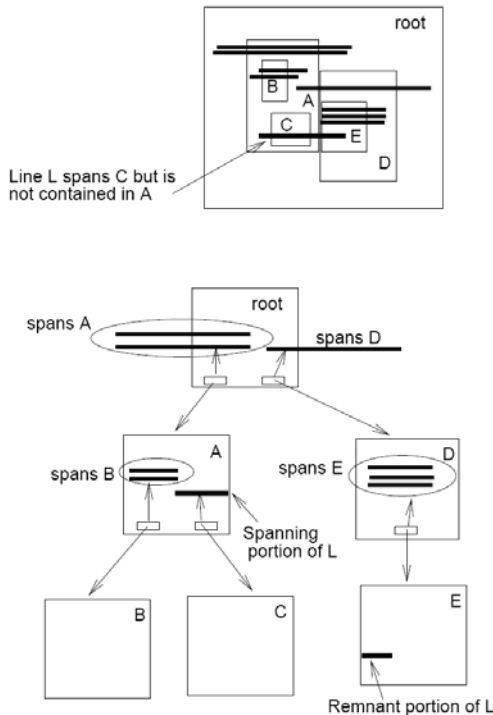 root
B
A
C
E
D
Line L spans C but is
not contained in A
root
spans A
spans D
A
D
spans B
spans E
Spanning
portion of L
B
C
E
Remnant portion of L